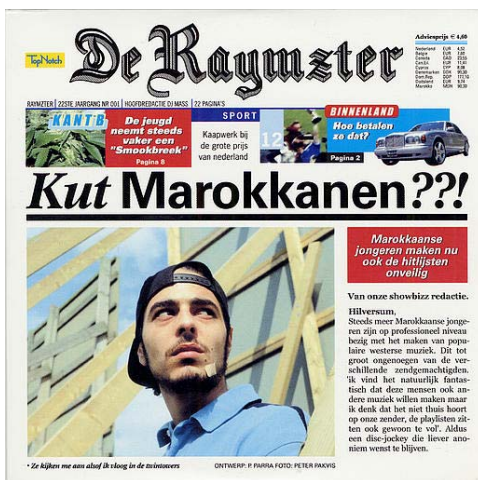 TopNotch
De Raymzter
Adviesprijs € 4,60
RAYMZTER | 22STE JAARGANG NR 001 | HOOFDREDACTIE DJ MASS | 22 PAGINA'S
KANT B
De jeugd
neemt steeds
vaker een
"Smookbreek"
Pagina 8
SPORT
Kaapwerk bij
de grote prijs
van nederland
12
BINNENLAND
Hoe betalen
ze dat?
Pagina 2
Kut Marokkanen??!
Marokkaanse
jongeren maken nu
ook de hitlijsten
onveilig
Van onze showbizz redactie.
Hilversum,
Steeds meer Marokkaanse jonge-
ren zijn op professioneel niveau
bezig met het maken van popu-
laire westerse muziek. Dit tot
groot ongenoegen van de ver-
schillende zendgemachtigden.
'ik vind het natuurlijk fantas-
tisch dat deze mensen ook an-
dere muziek willen maken maar
ik denk dat het niet thuis hoort
op onze zender, de playlisten zit-
ten ook gewoon te vol'. Aldus
een disc-jockey die liever ano-
niem wenst te blijven.
* Ze kijken me aan alsof ik vloog in de twintowers
ONTWERP: P. PARRA FOTO: PETER PAKVIS